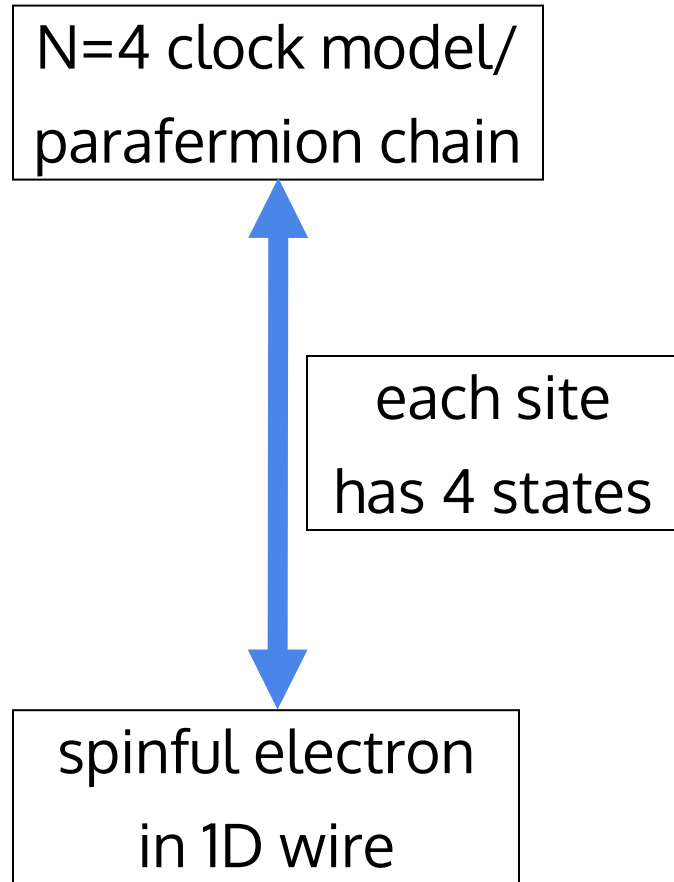 N=4 clock model/
parafermion chain
each site
has 4 states
spinful electron
in 1D wire